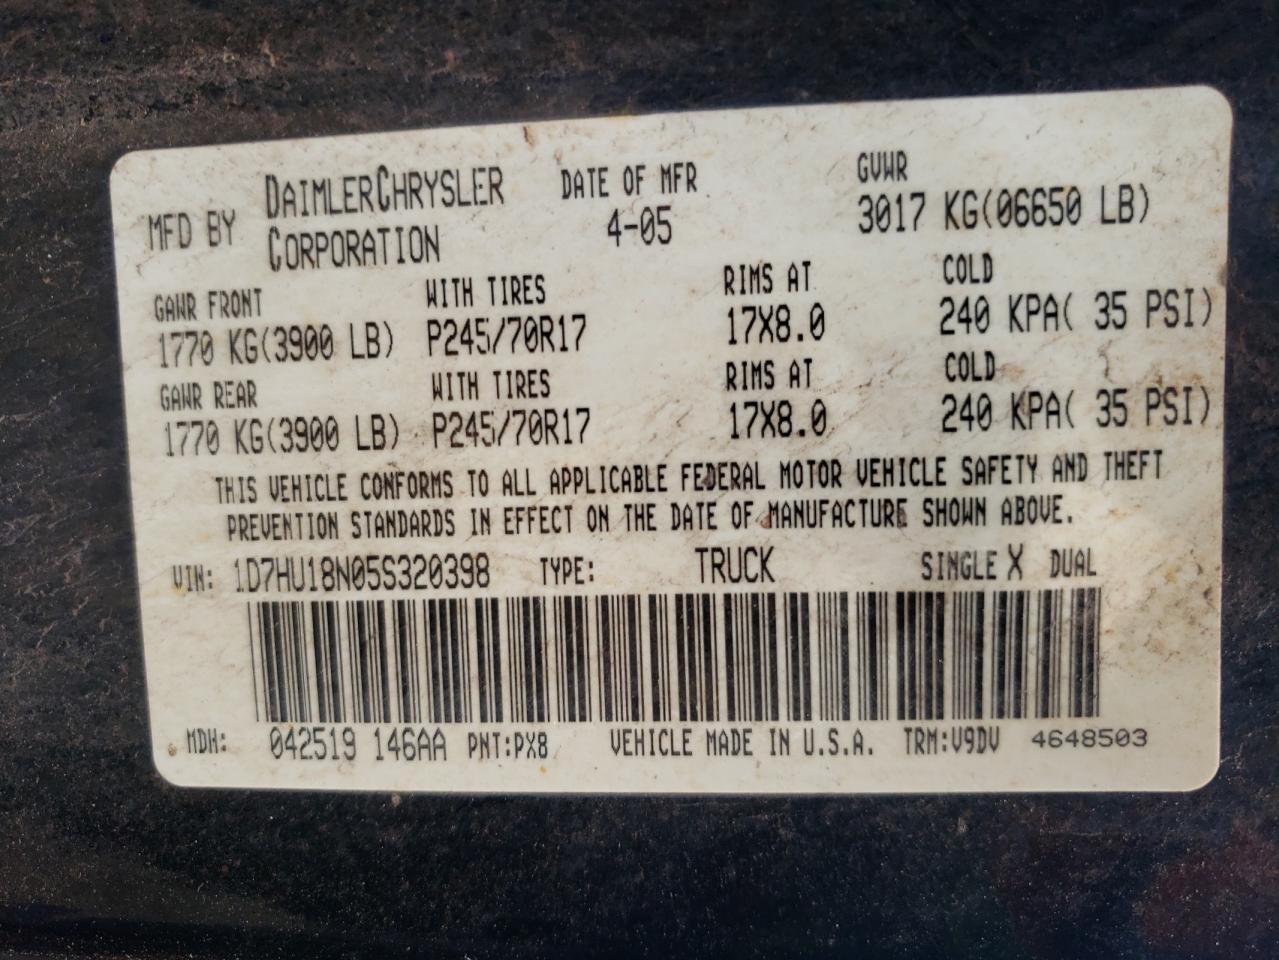 MFD BY DAIMLERCHRYSLER CORPORATION DATE OF MFR 4-05 GVWR 3017 KG(06650 LB)
GAWR FRONT WITH TIRES RIMS AT COLD
1770 KG(3900 LB) P245/70R17 17X8.0 240 KPA( 35 PSI)
GAWR REAR WITH TIRES RIMS AT COLD
1770 KG(3900 LB) P245/70R17 17X8.0 240 KPA( 35 PSI)
THIS VEHICLE CONFORMS TO ALL APPLICABLE FEDERAL MOTOR VEHICLE SAFETY AND THEFT
PREVENTION STANDARDS IN EFFECT ON THE DATE OF MANUFACTURE SHOWN ABOVE.
VIN: 1D7HU18N05S320398 TYPE: TRUCK SINGLE X DUAL
MDH: 042519 146AA PNT:PX8 VEHICLE MADE IN U.S.A. TRM:V9DV 4648503